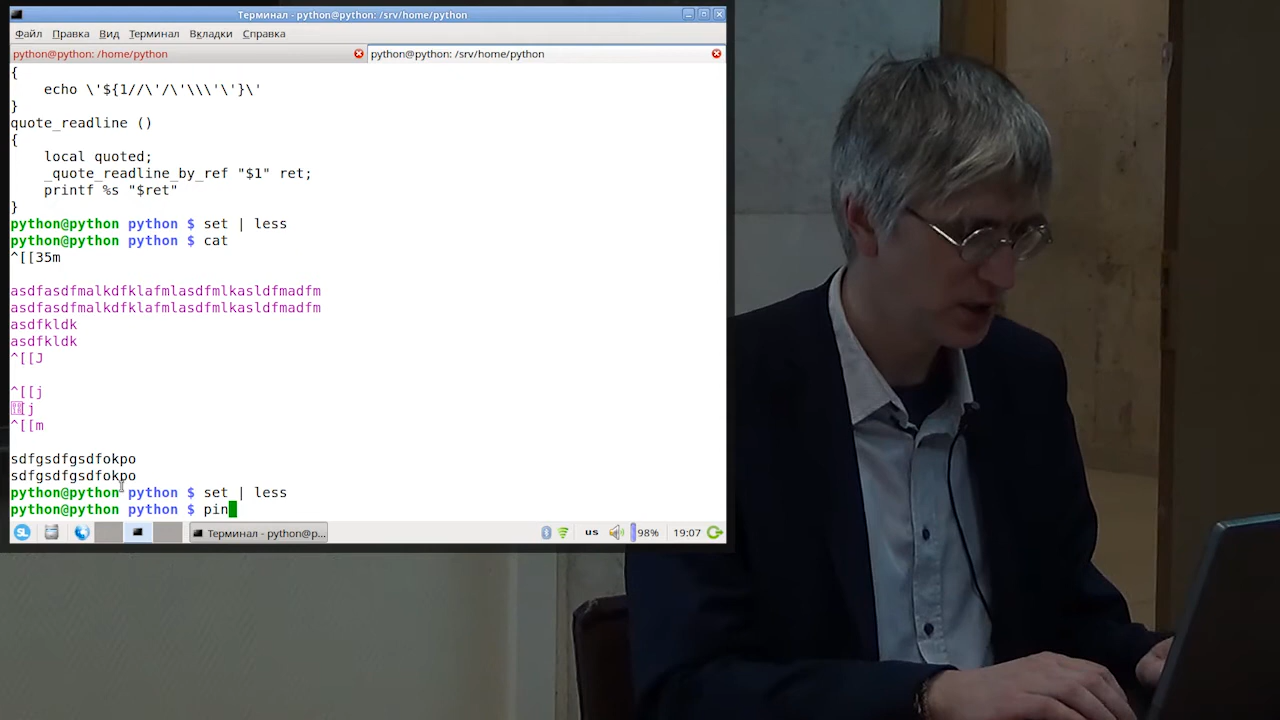 Терминал - python@python: /srv/home/python
Файл Правка Вид Терминал Вкладки Справка
python@python: /home/python python@python: /srv/home/python
{
    echo \'${1//\'/\'\\\'\'}\'
}
quote_readline ()
{
    local quoted;
    _quote_readline_by_ref "$1" ret;
    printf %s "$ret"
}
python@python python $ set | less
python@python python $ cat
^[[35m
asdfasdfmalkdfklafmlasdfmlkasldfmadfm
asdfasdfmalkdfklafmlasdfmlkasldfmadfm
asdfkldk
asdfkldk
^[[J
^[[j
[j
^[[m
sdfgsdfgsdfokpo
sdfgsdfgsdfokpo
python@python python $ set | less
python@python python $ pin
SL Терминал - python@p... us 98% 19:07